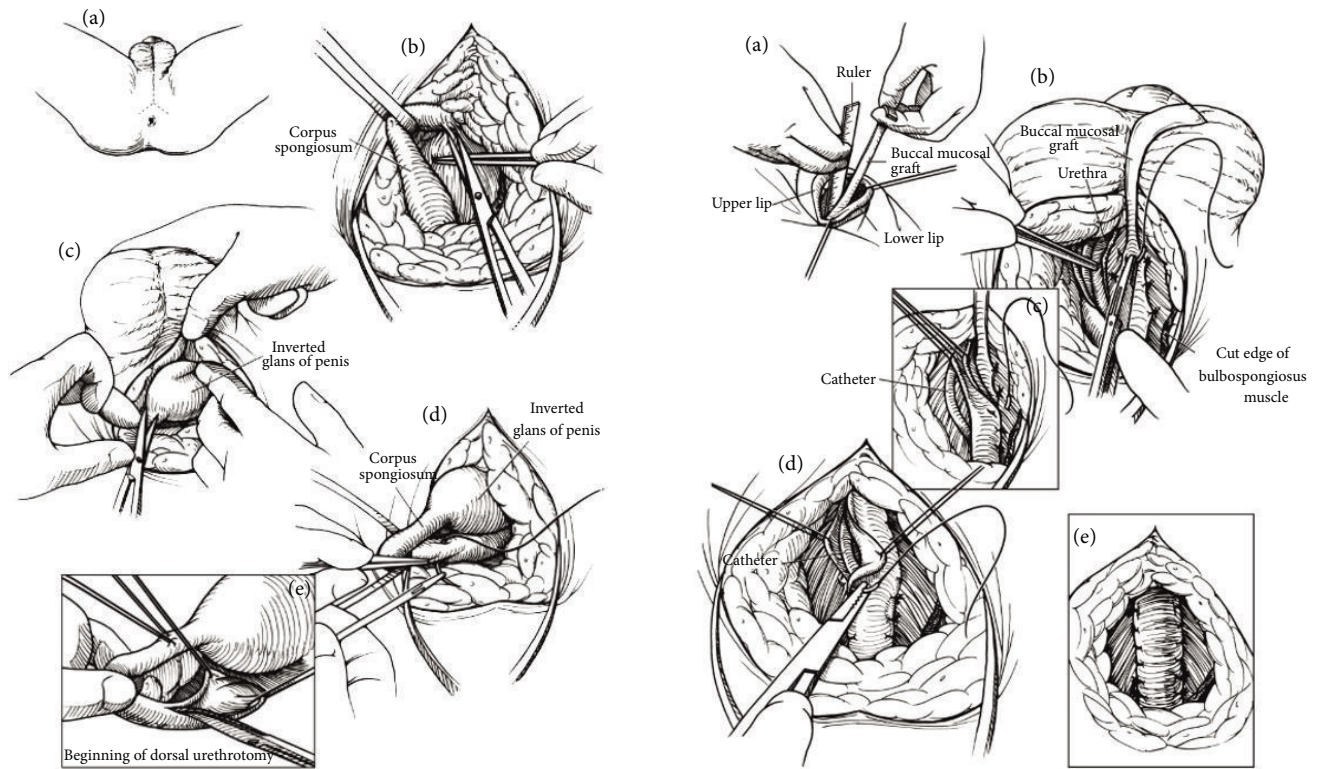 (a)
(b)
Corpus
spongiosum
(c)
Inverted
glans of penis
(d)
Inverted
glans of penis
Corpus
spongiosum
(e)
Beginning of dorsal urethrotomy
(a)
Ruler
Buccal mucosal
graft
Upper lip
Lower lip
(b)
Buccal mucosal
graft
Urethra
Cut edge of
bulbospongiosus
muscle
(c)
Catheter
(d)
Catheter
(e)